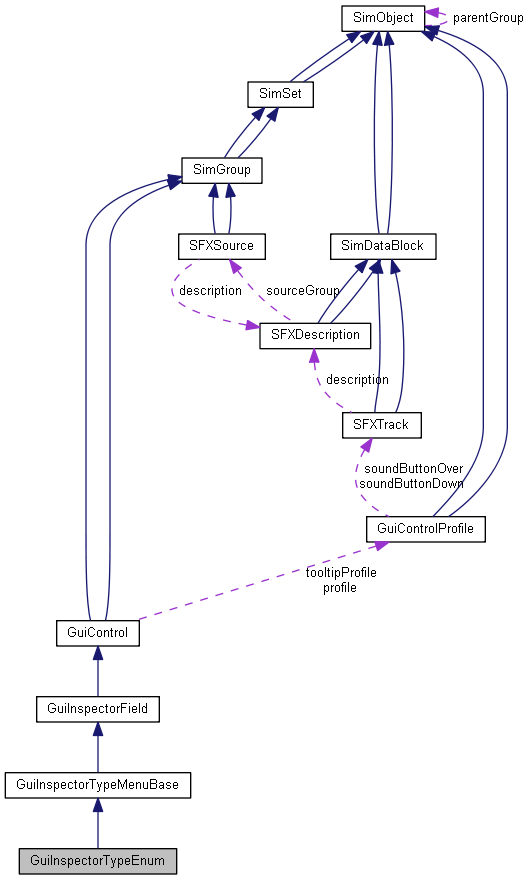 SimObject
parentGroup
SimSet
SimGroup
SFXSource
SimDataBlock
description
sourceGroup
SFXDescription
description
SFXTrack
soundButtonOver
soundButtonDown
GuiControlProfile
tooltipProfile
profile
GuiControl
GuiInspectorField
GuiInspectorTypeMenuBase
GuiInspectorTypeEnum